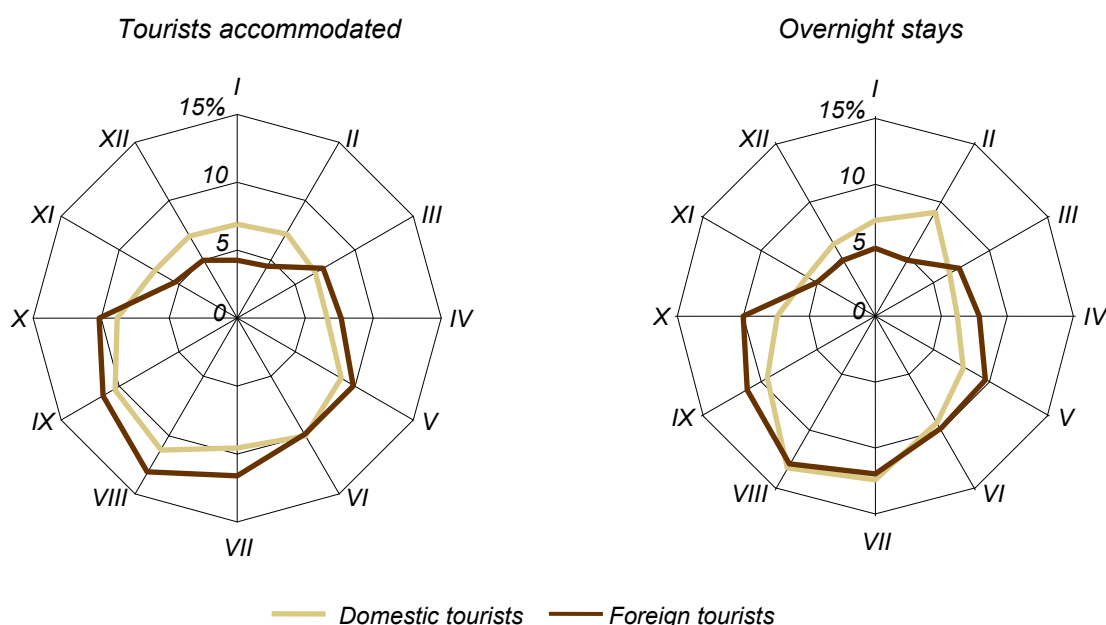 Tourists accommodated
I
15%
XII
II
10
XI
III
5
X
0
IV
IX
V
VIII
VI
VII
Overnight stays
I
15%
XII
II
10
XI
III
5
X
0
IV
IX
V
VIII
VI
VII
Domestic tourists
Foreign tourists